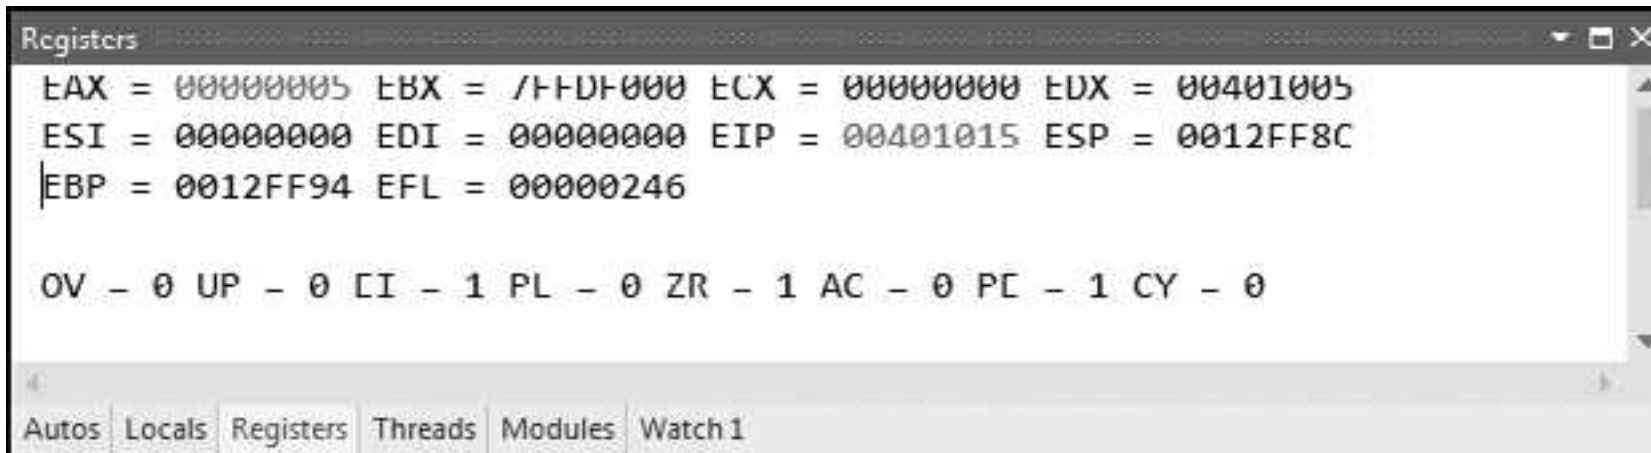 Registers
EAX = 00000005 EBX = 7FFDF000 ECX = 00000000 EDX = 00401005
ESI = 00000000 EDI = 00000000 EIP = 00401015 ESP = 0012FF8C
EBP = 0012FF94 EFL = 00000246
OV = 0 UP = 0 EI = 1 PL = 0 ZR = 1 AC = 0 PE = 1 CY = 0
Autos Locals Registers Threads Modules Watch 1